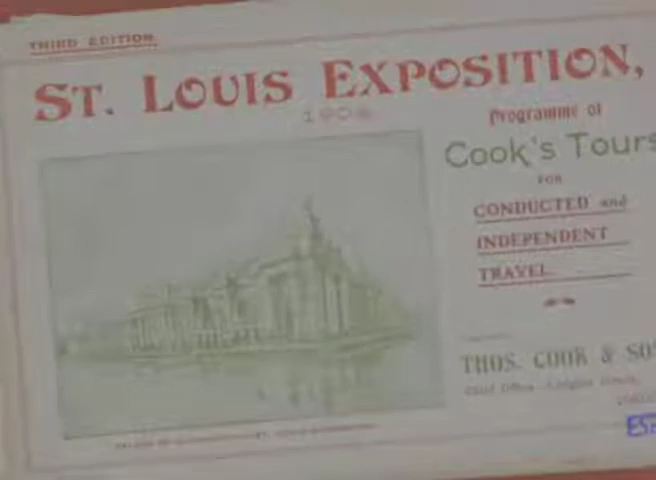 THIRD EDITION.
ST. LOUIS EXPOSITION,
Programme of
Cook's Tours
FOR
CONDUCTED and
INDEPENDENT
TRAVEL
THOS. COOK & SO